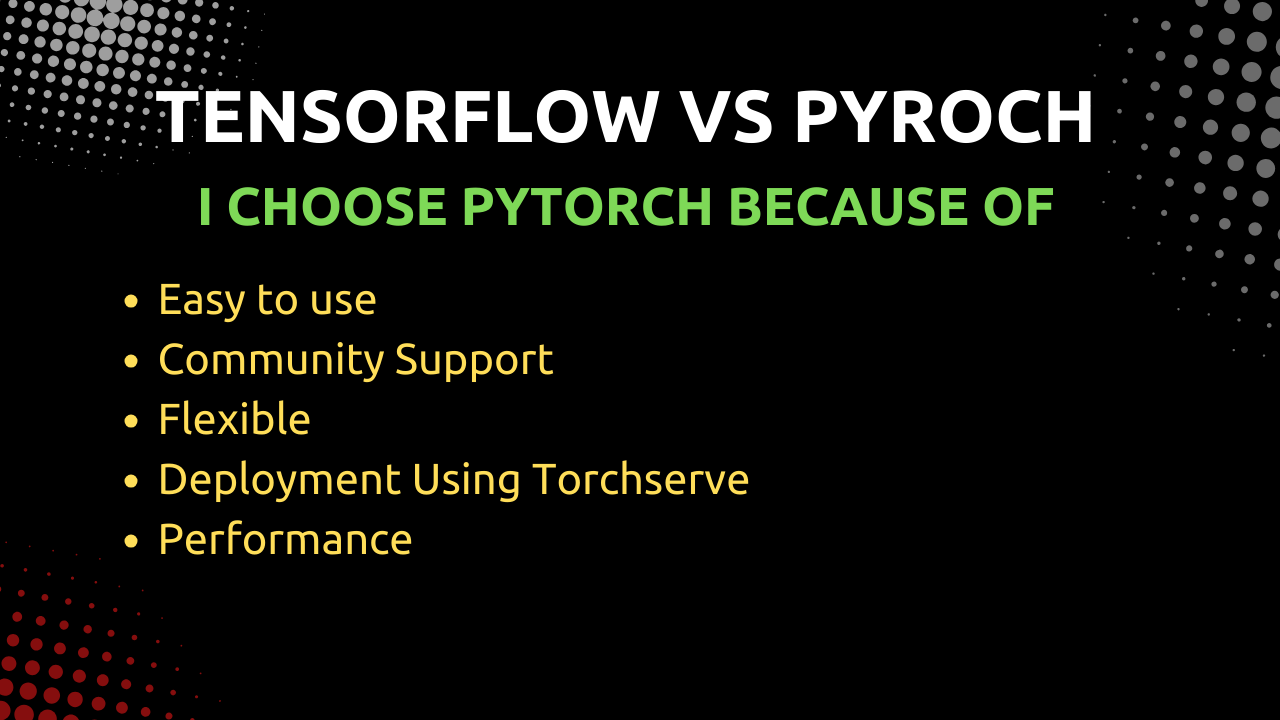 TENSORFLOW VS PYROCH
I CHOOSE PYTORCH BECAUSE OF
• Easy to use
• Community Support
• Flexible
• Deployment Using Torchserve
• Performance